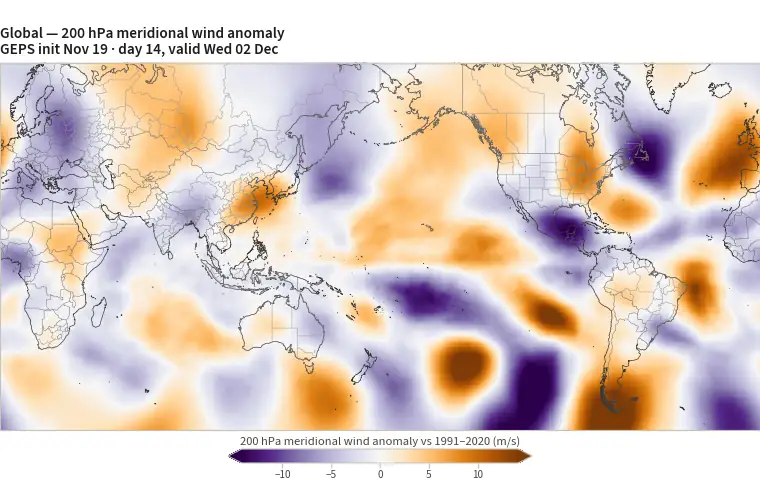 Global — 200 hPa meridional wind anomaly
GEPS init Nov 19 · day 14, valid Wed 02 Dec
200 hPa meridional wind anomaly vs 1991–2020 (m/s)
−10 −5 0 5 10